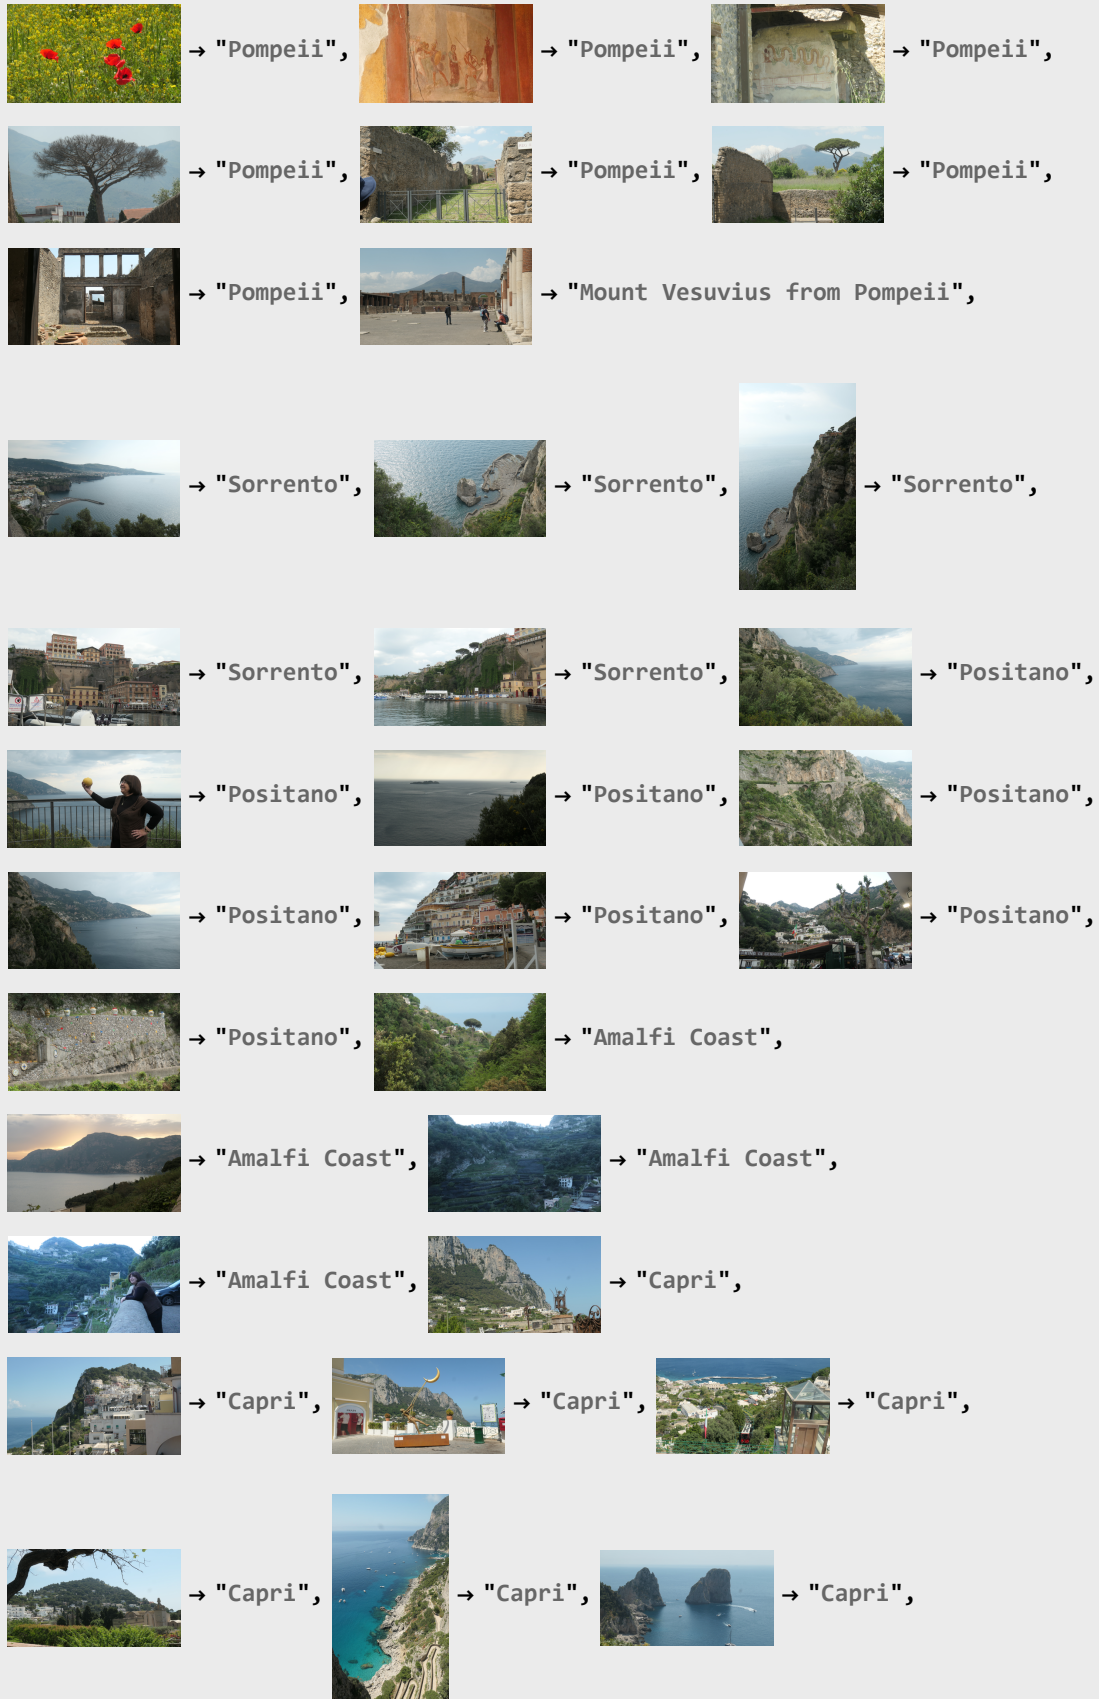 → "Pompeii", → "Pompeii", → "Pompeii",
→ "Pompeii", → "Pompeii", → "Pompeii",
→ "Pompeii", → "Mount Vesuvius from Pompeii",
→ "Sorrento", → "Sorrento", → "Sorrento",
→ "Sorrento", → "Sorrento", → "Positano",
→ "Positano", → "Positano", → "Positano",
→ "Positano", → "Positano", → "Positano",
→ "Positano", → "Amalfi Coast",
→ "Amalfi Coast", → "Amalfi Coast",
→ "Amalfi Coast", → "Capri",
→ "Capri", → "Capri", → "Capri",
→ "Capri", → "Capri", → "Capri",